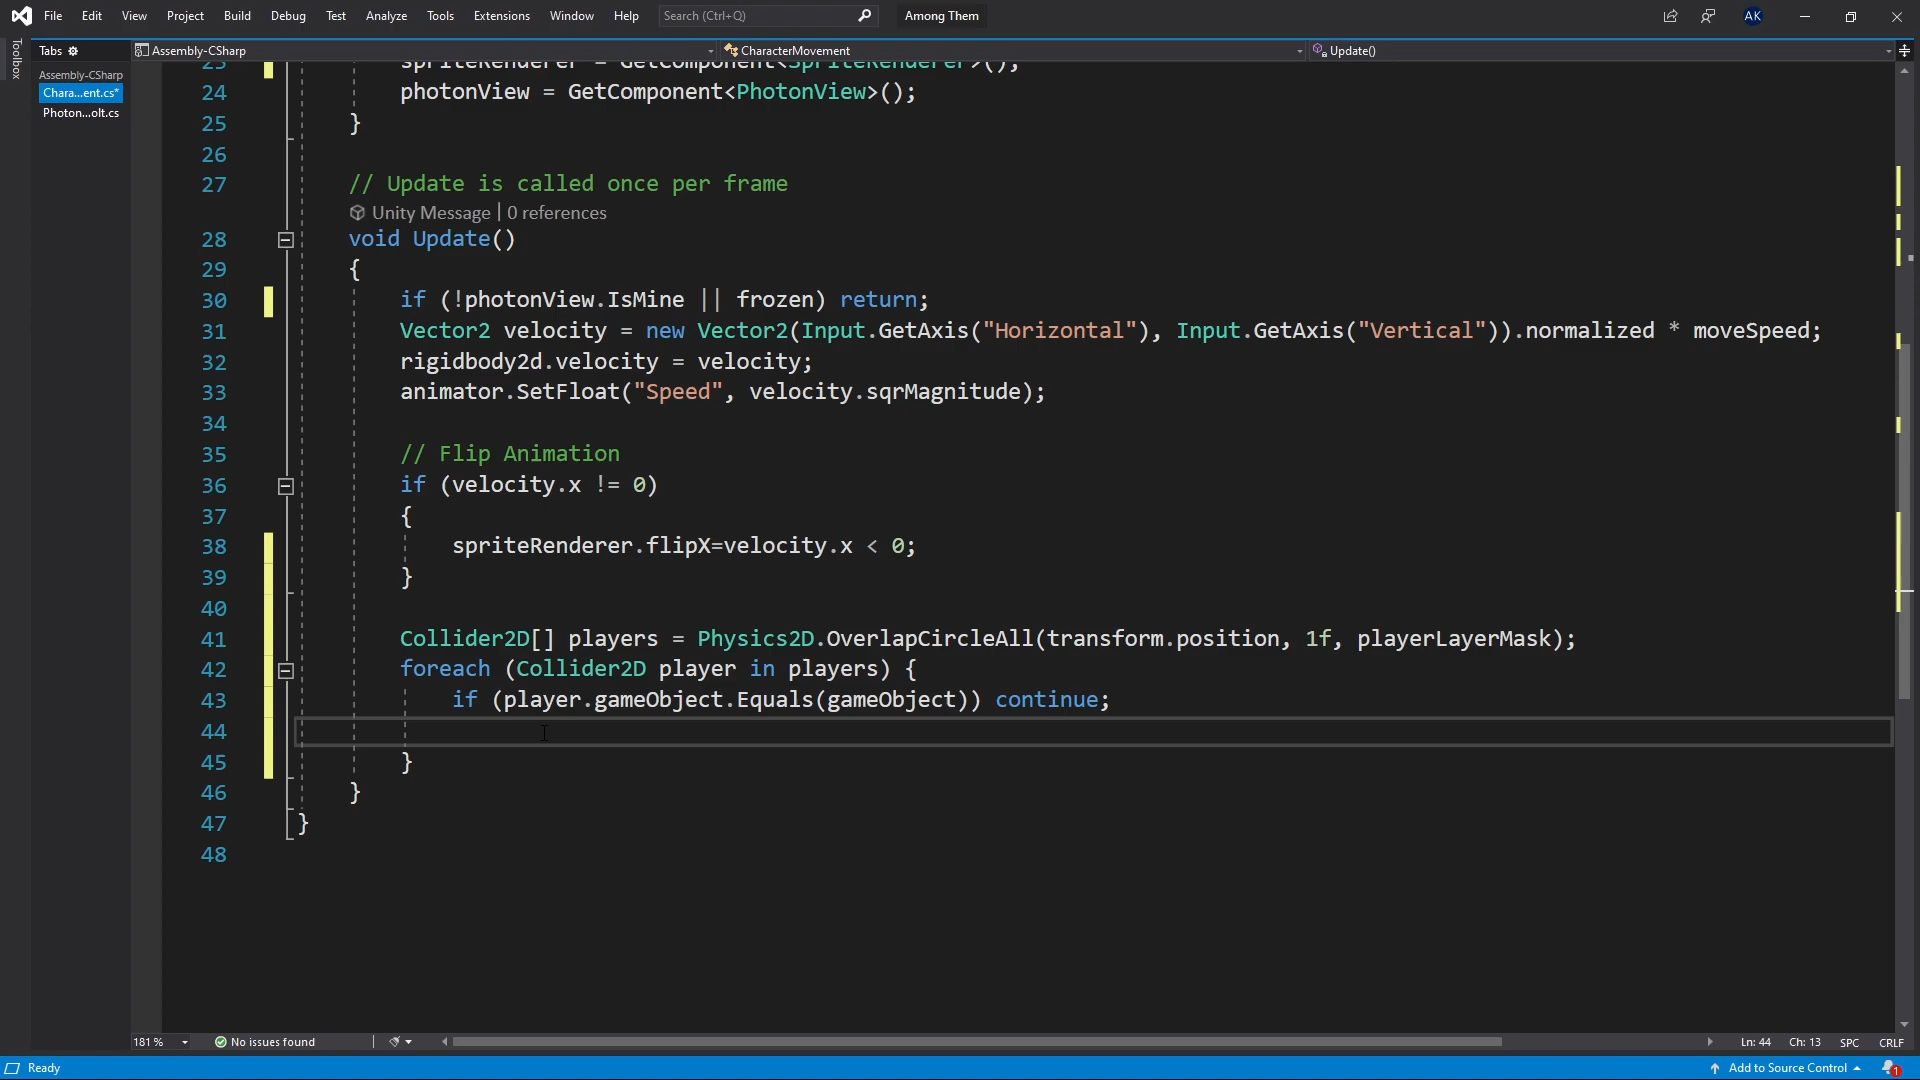 File Edit View Project Build Debug Test Analyze Tools Extensions Window Help Search (Ctrl+Q) Among Them AK
Toolbox
Tabs
Assembly-CSharp
Chara...ent.cs*
Photon...olt.cs
Assembly-CSharp CharacterMovement Update()
23 spriteRenderer = GetComponent<SpriteRenderer>();
24 photonView = GetComponent<PhotonView>();
25 }
26
27 // Update is called once per frame
Unity Message | 0 references
28 void Update()
29 {
30 if (!photonView.IsMine || frozen) return;
31 Vector2 velocity = new Vector2(Input.GetAxis("Horizontal"), Input.GetAxis("Vertical")).normalized * moveSpeed;
32 rigidbody2d.velocity = velocity;
33 animator.SetFloat("Speed", velocity.sqrMagnitude);
34
35 // Flip Animation
36 if (velocity.x != 0)
37 {
38 spriteRenderer.flipX=velocity.x < 0;
39 }
40
41 Collider2D[] players = Physics2D.OverlapCircleAll(transform.position, 1f, playerLayerMask);
42 foreach (Collider2D player in players) {
43 if (player.gameObject.Equals(gameObject)) continue;
44
45 }
46 }
47 }
48
181 % No issues found Ln: 44 Ch: 13 SPC CRLF
Ready Add to Source Control 1